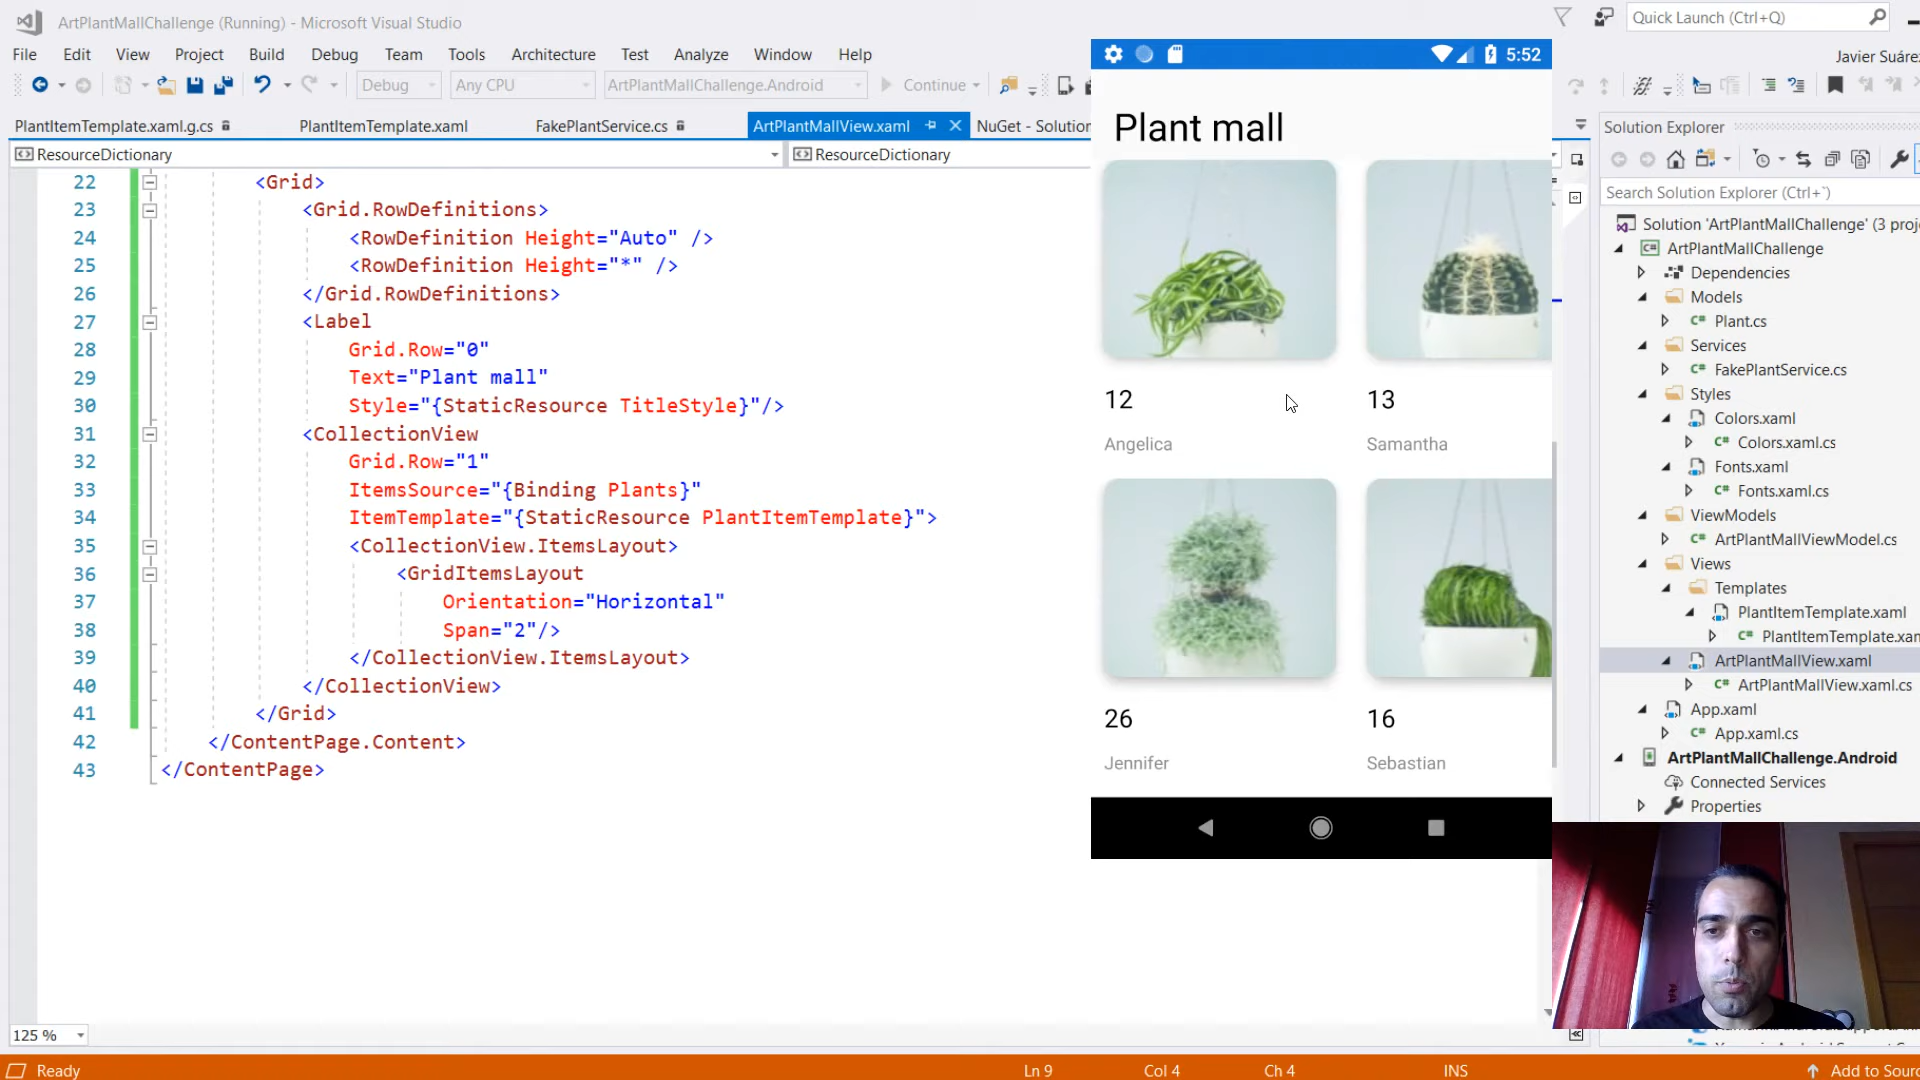 ArtPlantMallChallenge (Running) - Microsoft Visual Studio
Quick Launch (Ctrl+Q)
File Edit View Project Build Debug Team Tools Architecture Test Analyze Window Help
Javier Suáre
Debug Any CPU ArtPlantMallChallenge.Android Continue
PlantItemTemplate.xaml.g.cs PlantItemTemplate.xaml FakePlantService.cs ArtPlantMallView.xaml NuGet - Solution
ResourceDictionary ResourceDictionary
22 <Grid>
23 <Grid.RowDefinitions>
24 <RowDefinition Height="Auto" />
25 <RowDefinition Height="*" />
26 </Grid.RowDefinitions>
27 <Label
28 Grid.Row="0"
29 Text="Plant mall"
30 Style="{StaticResource TitleStyle}"/>
31 <CollectionView
32 Grid.Row="1"
33 ItemsSource="{Binding Plants}"
34 ItemTemplate="{StaticResource PlantItemTemplate}">
35 <CollectionView.ItemsLayout>
36 <GridItemsLayout
37 Orientation="Horizontal"
38 Span="2"/>
39 </CollectionView.ItemsLayout>
40 </CollectionView>
41 </Grid>
42 </ContentPage.Content>
43 </ContentPage>
125 %
5:52
Plant mall
12 13
Angelica Samantha
26 16
Jennifer Sebastian
Solution Explorer
Search Solution Explorer (Ctrl+`)
Solution 'ArtPlantMallChallenge' (3 proje
ArtPlantMallChallenge
Dependencies
Models
Plant.cs
Services
FakePlantService.cs
Styles
Colors.xaml
Colors.xaml.cs
Fonts.xaml
Fonts.xaml.cs
ViewModels
ArtPlantMallViewModel.cs
Views
Templates
PlantItemTemplate.xaml
PlantItemTemplate.xan
ArtPlantMallView.xaml
ArtPlantMallView.xaml.cs
App.xaml
App.xaml.cs
ArtPlantMallChallenge.Android
Connected Services
Properties
Ready Ln 9 Col 4 Ch 4 INS Add to Sour